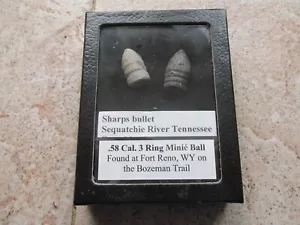 Sharps bullet
Sequatchie River Tennessee
.58 Cal. 3 Ring Minié Ball
Found at Fort Reno, WY on
the Bozeman Trail